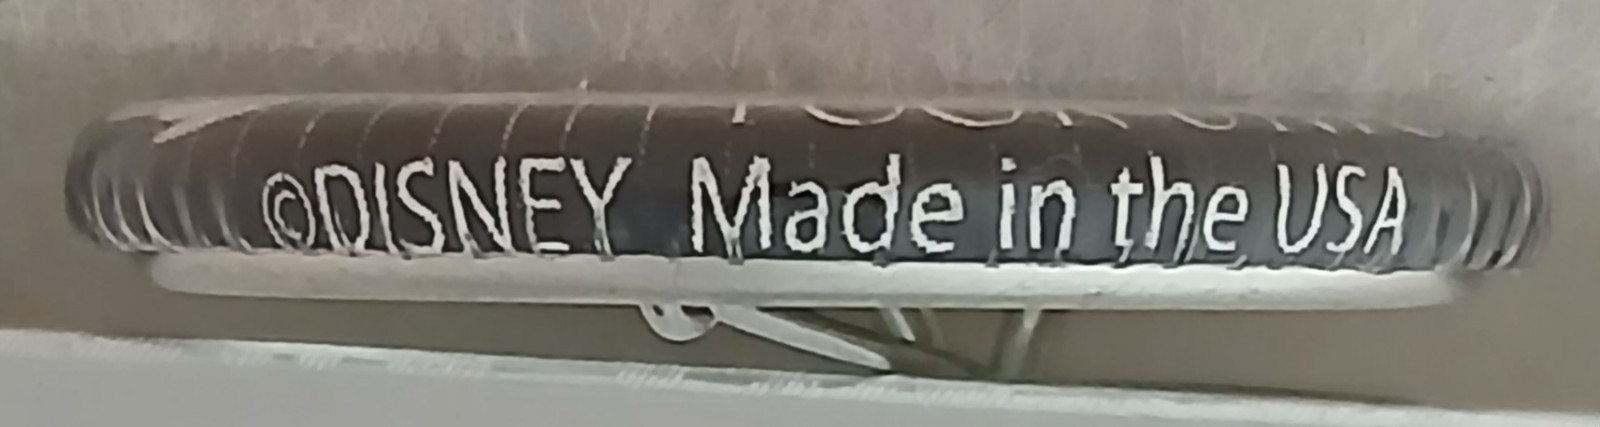 ©DISNEY Made in the USA